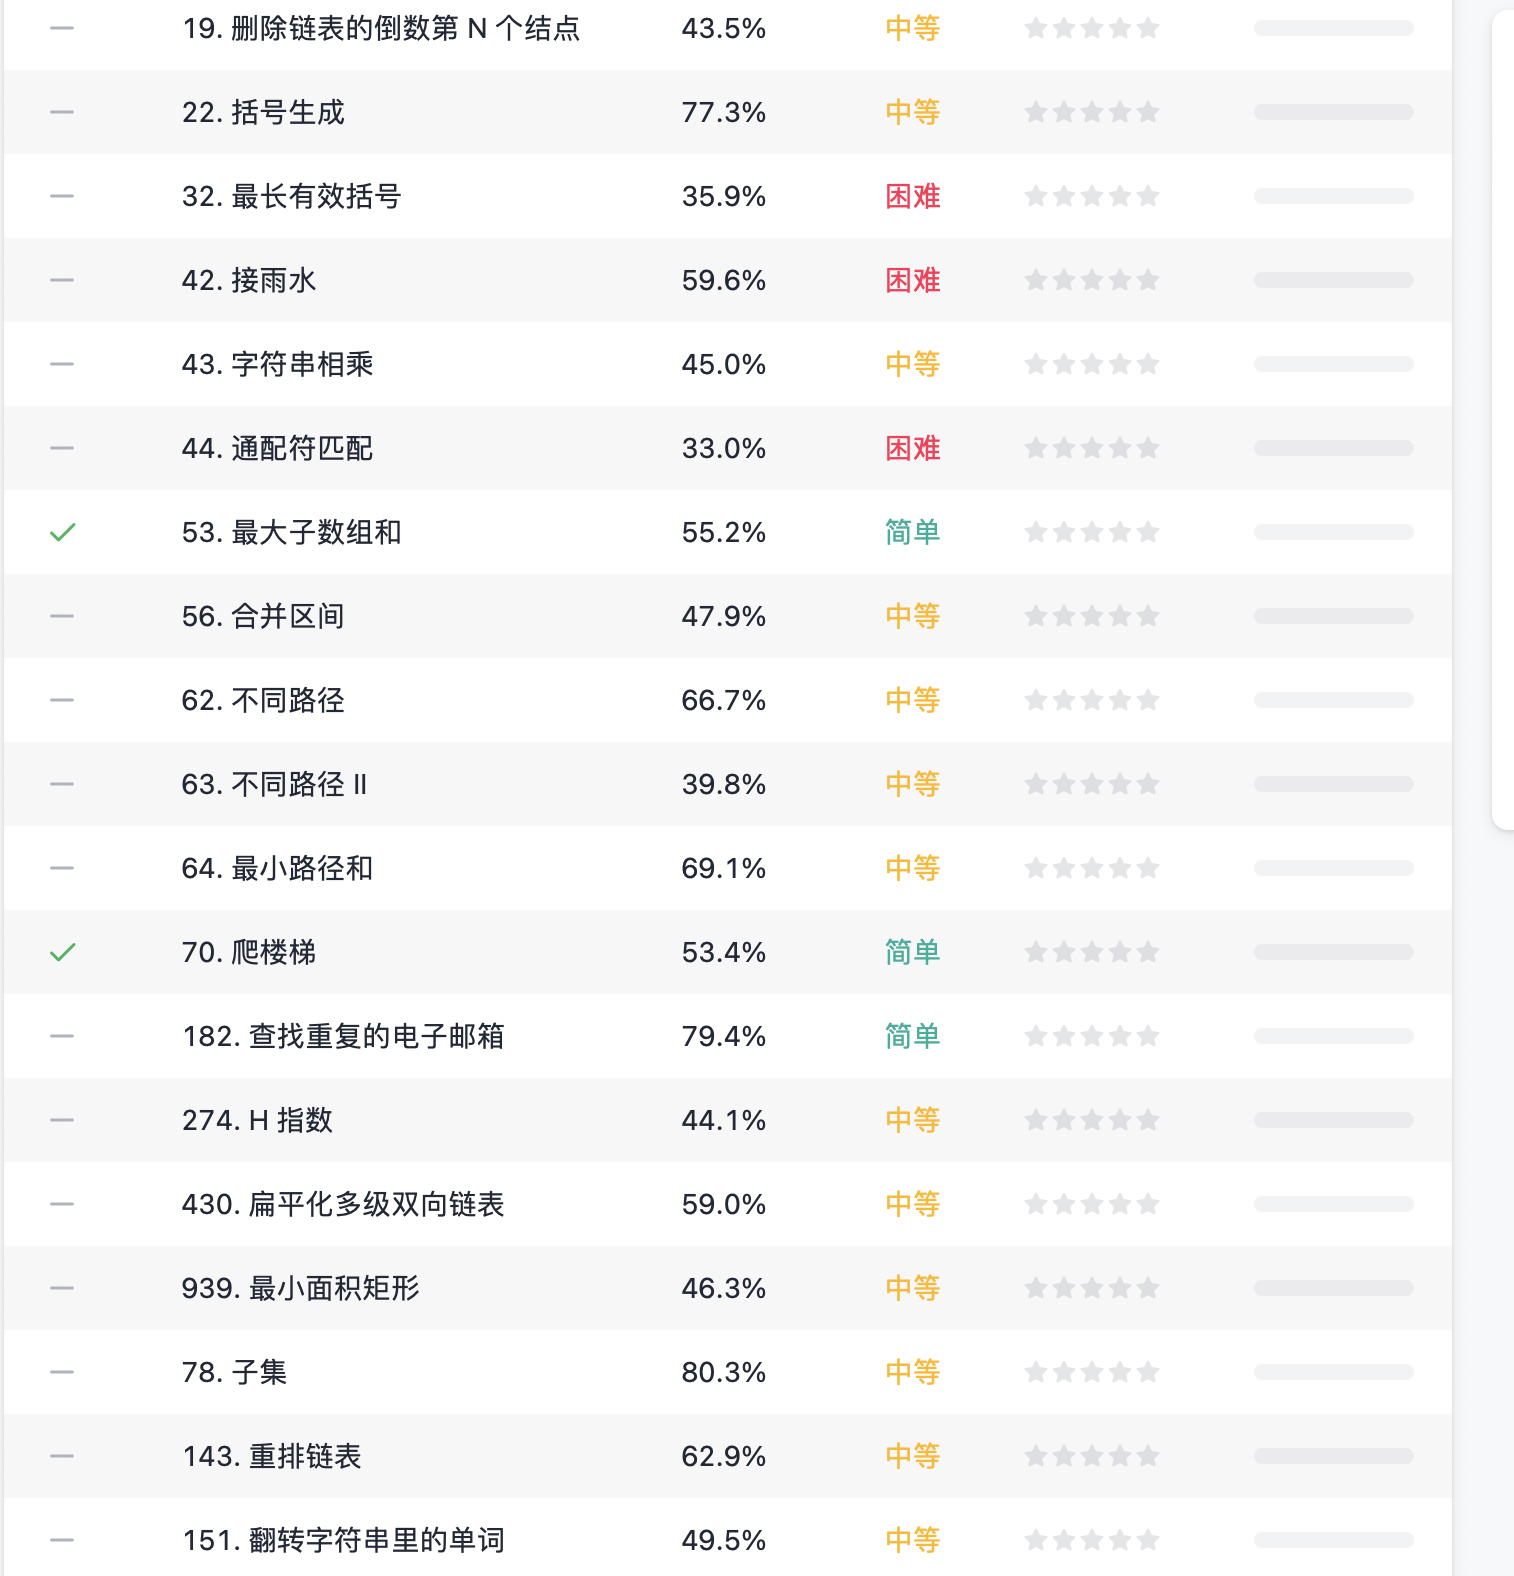 19. 删除链表的倒数第 N 个结点 43.5% 中等
22. 括号生成 77.3% 中等
32. 最长有效括号 35.9% 困难
42. 接雨水 59.6% 困难
43. 字符串相乘 45.0% 中等
44. 通配符匹配 33.0% 困难
53. 最大子数组和 55.2% 简单
56. 合并区间 47.9% 中等
62. 不同路径 66.7% 中等
63. 不同路径 II 39.8% 中等
64. 最小路径和 69.1% 中等
70. 爬楼梯 53.4% 简单
182. 查找重复的电子邮箱 79.4% 简单
274. H 指数 44.1% 中等
430. 扁平化多级双向链表 59.0% 中等
939. 最小面积矩形 46.3% 中等
78. 子集 80.3% 中等
143. 重排链表 62.9% 中等
151. 翻转字符串里的单词 49.5% 中等